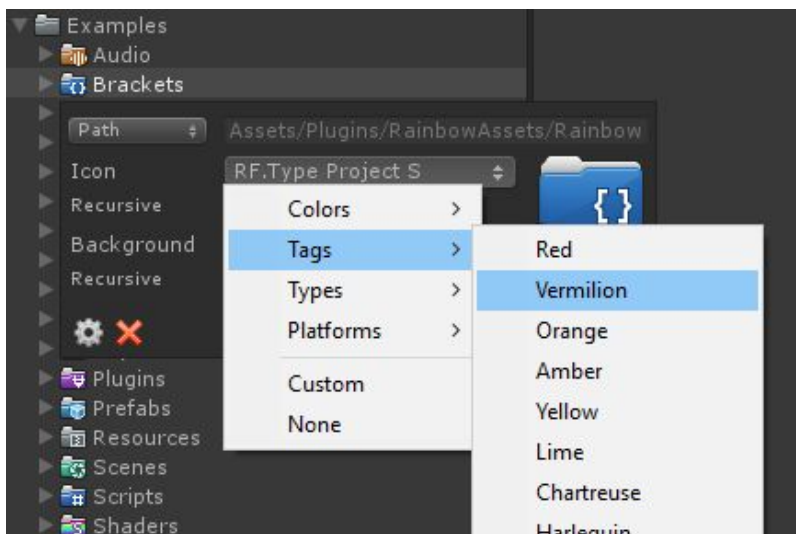 Examples
Audio
Brackets
Path
Assets/Plugins/RainbowAssets/Rainbow
Icon
RF.Type Project S
Recursive
Background
Recursive
{}
Colors
Tags
Types
Platforms
Custom
None
Red
Vermilion
Orange
Amber
Yellow
Lime
Chartreuse
Harlequin
Plugins
Prefabs
Resources
Scenes
Scripts
Shaders